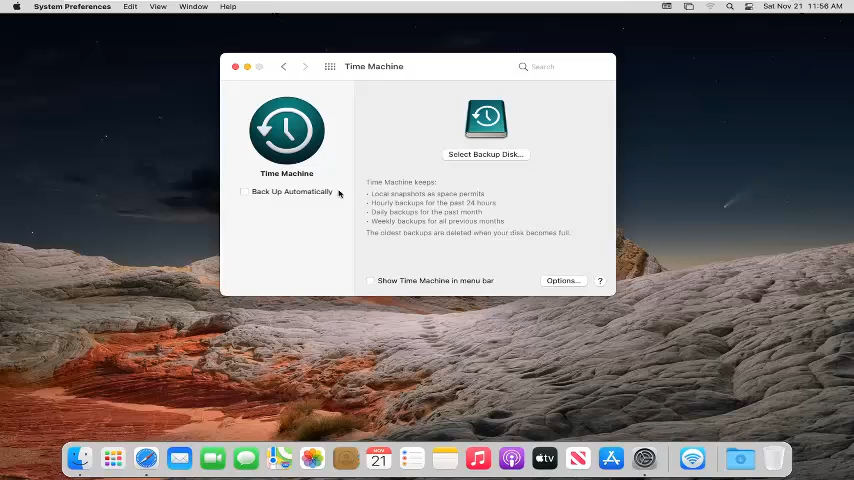 System Preferences Edit View Window Help Sat Nov 21 11:56 AM
Time Machine
Search
Select Backup Disk...
Time Machine
Back Up Automatically
Time Machine keeps:
• Local snapshots as space permits
• Hourly backups for the past 24 hours
• Daily backups for the past month
• Weekly backups for all previous months
The oldest backups are deleted when your disk becomes full.
Show Time Machine in menu bar
Options...
?
NOV
21
tv